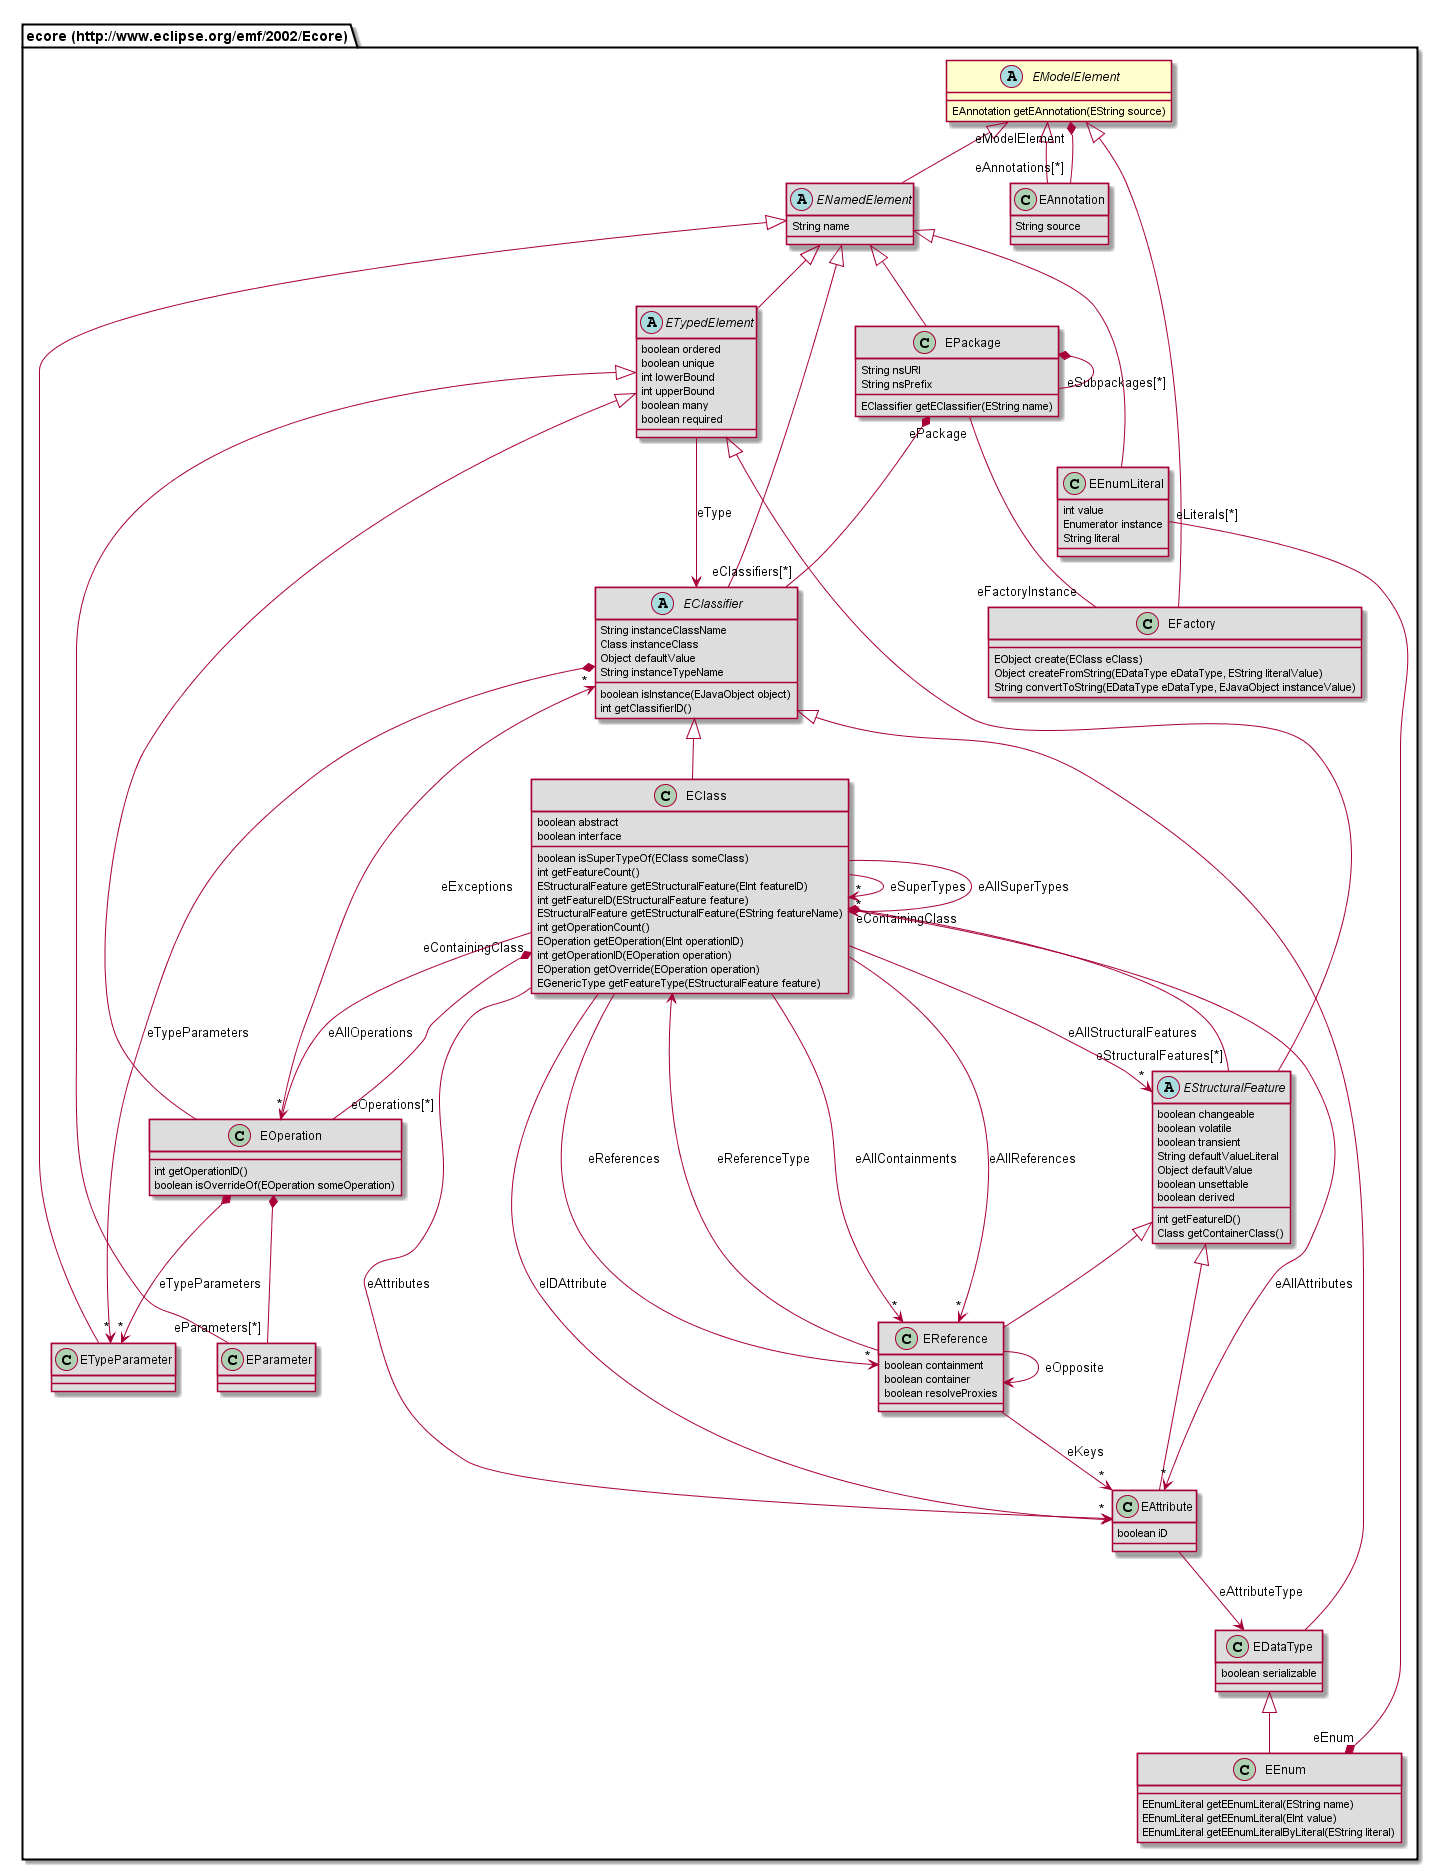 ecore (http://www.eclipse.org/emf/2002/Ecore)
A EModelElement
EAnnotation getEAnnotation(EString source)
eModelElement
eAnnotations[*]
A ENamedElement
String name
C EAnnotation
String source
A ETypedElement
boolean ordered
boolean unique
int lowerBound
int upperBound
boolean many
boolean required
C EPackage
String nsURI
String nsPrefix
EClassifier getEClassifier(EString name)
eSubpackages[*]
ePackage
C EEnumLiteral
int value
Enumerator instance
String literal
eType
eLiterals[*]
eClassifiers[*]
eFactoryInstance
A EClassifier
String instanceClassName
Class instanceClass
Object defaultValue
String instanceTypeName
boolean isInstance(EJavaObject object)
int getClassifierID()
*
C EFactory
EObject create(EClass eClass)
Object createFromString(EDataType eDataType, EString literalValue)
String convertToString(EDataType eDataType, EJavaObject instanceValue)
C EClass
boolean abstract
boolean interface
boolean isSuperTypeOf(EClass someClass)
int getFeatureCount()
EStructuralFeature getEStructuralFeature(EInt featureID)
int getFeatureID(EStructuralFeature feature)
EStructuralFeature getEStructuralFeature(EString featureName)
int getOperationCount()
EOperation getEOperation(EInt operationID)
int getOperationID(EOperation operation)
EOperation getOverride(EOperation operation)
EGenericType getFeatureType(EStructuralFeature feature)
eExceptions
* eSuperTypes
eAllSuperTypes
*
eContainingClass
eContainingClass
eTypeParameters
eAllOperations
eAllStructuralFeatures
eStructuralFeatures[*]
*
*
eOperations[*]
A EStructuralFeature
boolean changeable
boolean volatile
boolean transient
String defaultValueLiteral
Object defaultValue
boolean unsettable
boolean derived
int getFeatureID()
Class getContainerClass()
C EOperation
int getOperationID()
boolean isOverrideOf(EOperation someOperation)
eReferences
eReferenceType
eAllContainments
eAllReferences
eTypeParameters
eAttributes
eIDAttribute
eAllAttributes
* *
eParameters[*]
* *
C ETypeParameter
C EParameter
*
C EReference
boolean containment
boolean container
boolean resolveProxies
eOpposite
eKeys
* *
*
C EAttribute
boolean iD
eAttributeType
C EDataType
boolean serializable
eEnum
C EEnum
EEnumLiteral getEEnumLiteral(EString name)
EEnumLiteral getEEnumLiteral(EInt value)
EEnumLiteral getEEnumLiteralByLiteral(EString literal)